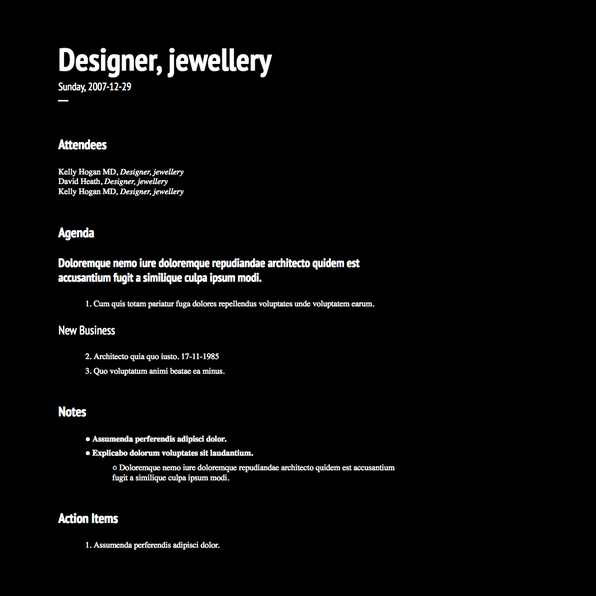 Designer, jewellery
Sunday, 2007-12-29
Attendees
Kelly Hogan MD, Designer, jewellery
David Heath, Designer, jewellery
Kelly Hogan MD, Designer, jewellery
Agenda
Doloremque nemo iure doloremque repudiandae architecto quidem est
accusantium fugit a similique culpa ipsum modi.
1. Cum quis totam pariatur fuga dolores repellendus voluptates unde voluptatem earum.
New Business
2. Architecto quia quo iusto. 17-11-1985
3. Quo voluptatum animi beatae ea minus.
Notes
● Assumenda perferendis adipisci dolor.
● Explicabo dolorum voluptates sit laudantium.
○ Doloremque nemo iure doloremque repudiandae architecto quidem est accusantium
fugit a similique culpa ipsum modi.
Action Items
1. Assumenda perferendis adipisci dolor.